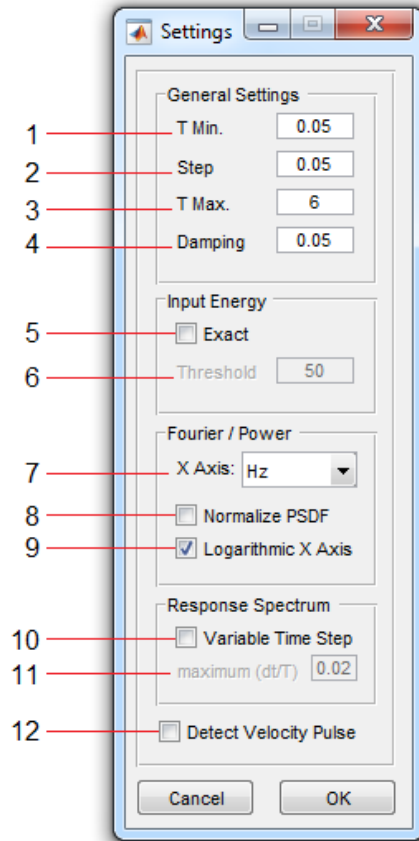 Settings
General Settings
1 T Min. 0.05
2 Step 0.05
3 T Max. 6
4 Damping 0.05
Input Energy
5 Exact
6 Threshold 50
Fourier / Power
7 X Axis: Hz
8 Normalize PSDF
9 Logarithmic X Axis
Response Spectrum
10 Variable Time Step
11 maximum (dt/T) 0.02
12 Detect Velocity Pulse
Cancel OK